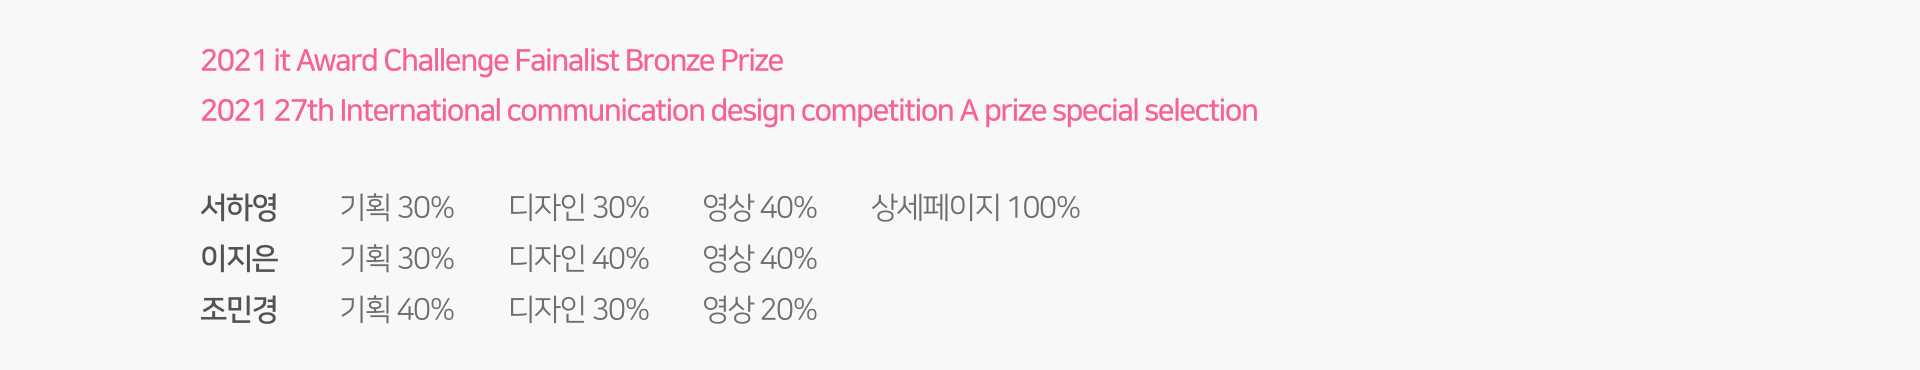 2021 it Award Challenge Fainalist Bronze Prize
2021 27th International communication design competition A prize special selection
서하영 기획 30% 디자인 30% 영상 40% 상세페이지 100%
이지은 기획 30% 디자인 40% 영상 40%
조민경 기획 40% 디자인 30% 영상 20%